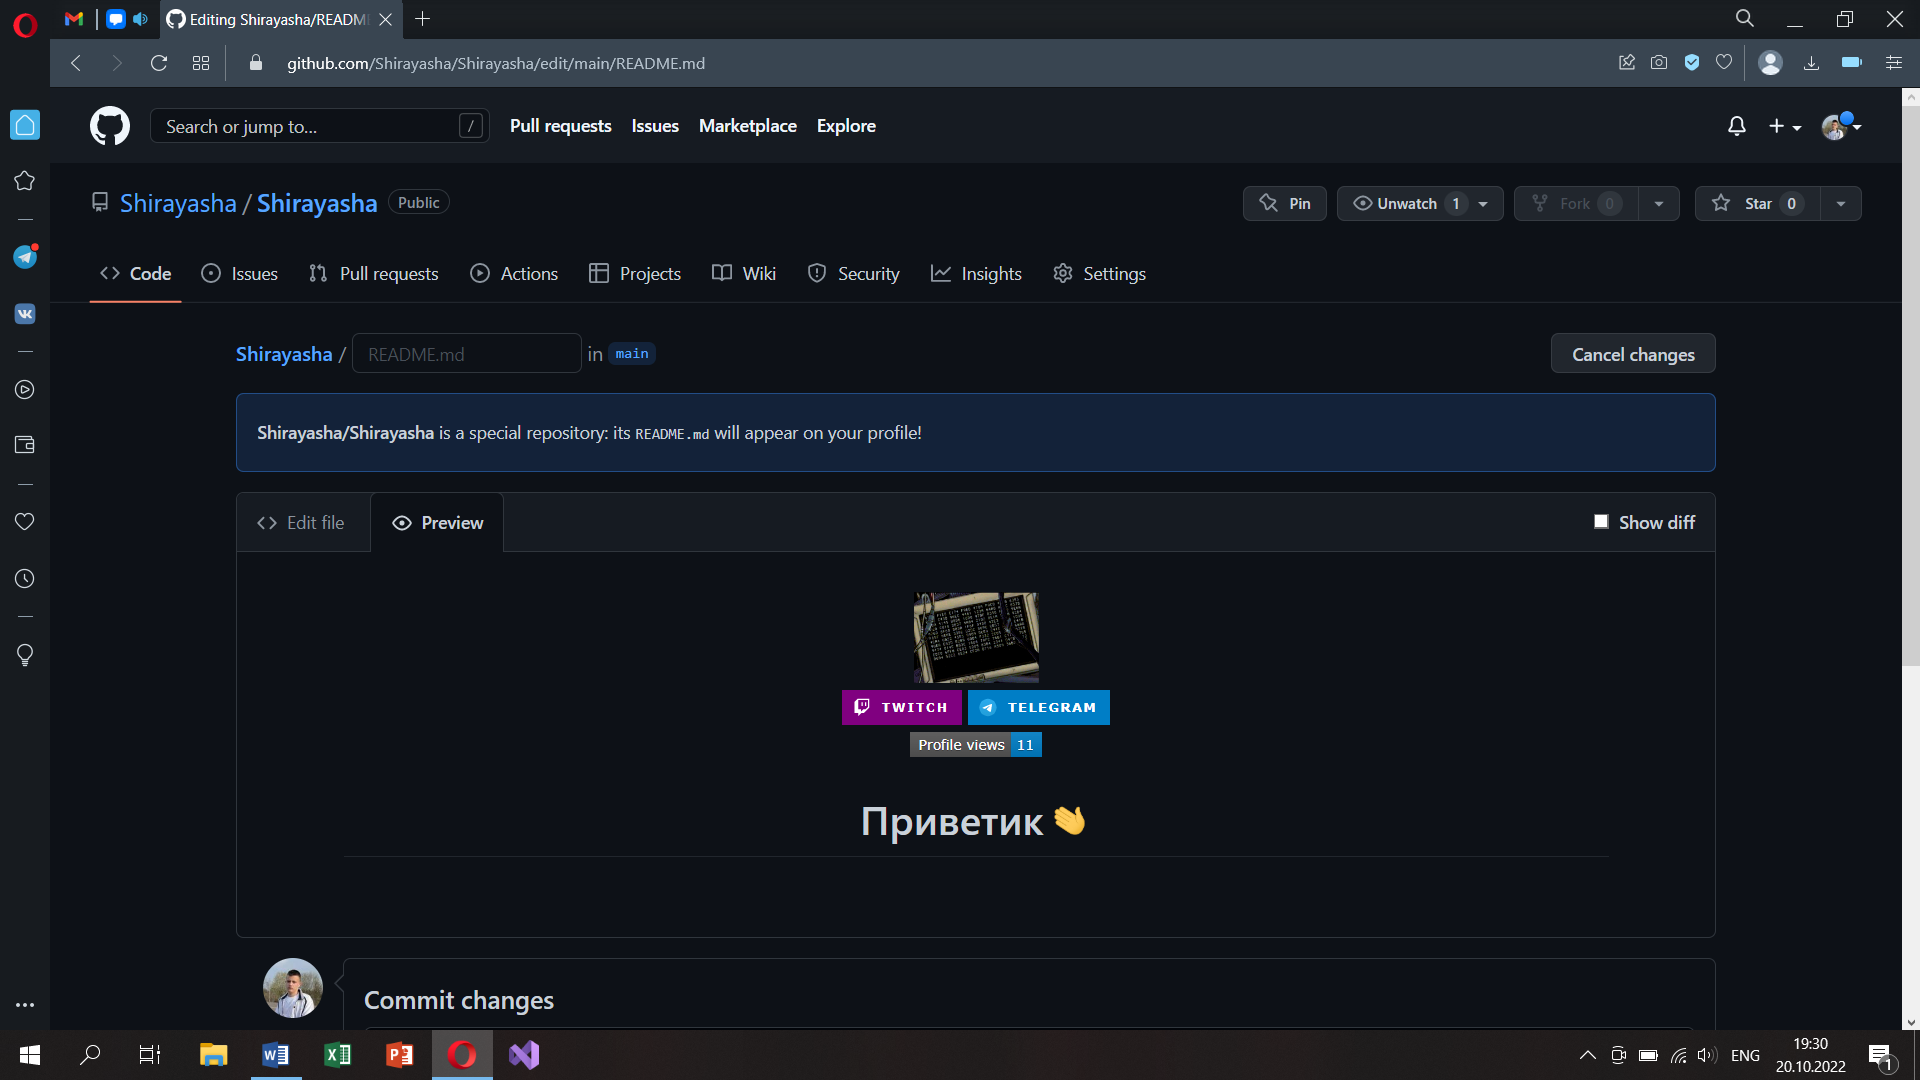 Editing Shirayasha/READM
github.com/Shirayasha/Shirayasha/edit/main/README.md
Search or jump to... /
Pull requests Issues Marketplace Explore
Shirayasha / Shirayasha Public
Pin Unwatch 1 Fork 0 Star 0
Code Issues Pull requests Actions Projects Wiki Security Insights Settings
Shirayasha / README.md in main Cancel changes
Shirayasha/Shirayasha is a special repository: its README.md will appear on your profile!
Edit file Preview Show diff
TWITCH TELEGRAM
Profile views 11
Приветик 👋
Commit changes
ENG 19:30
20.10.2022 1